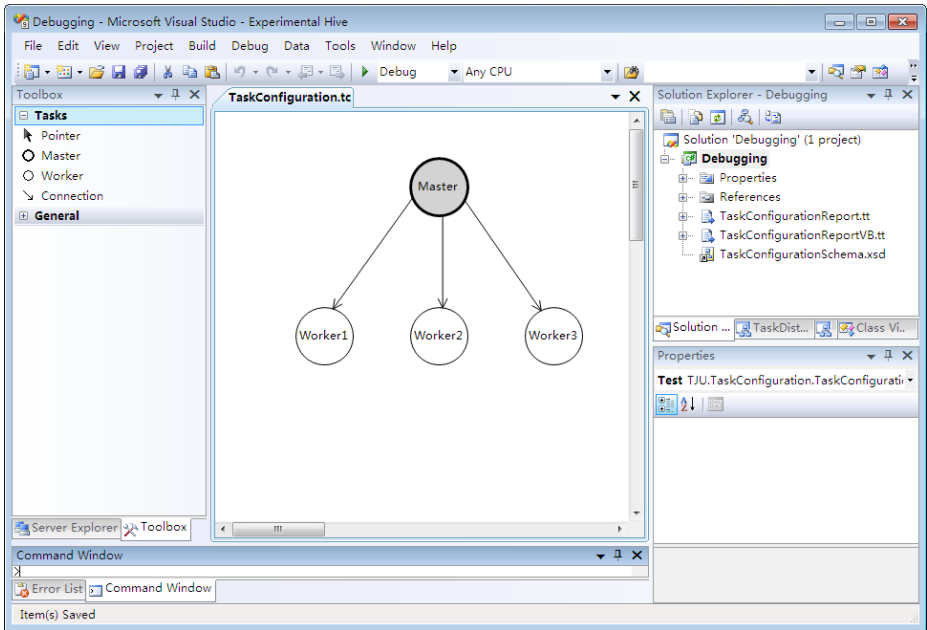 Debugging - Microsoft Visual Studio - Experimental Hive
File Edit View Project Build Debug Data Tools Window Help
Debug Any CPU
Toolbox
Tasks
Pointer
Master
Worker
Connection
General
Server Explorer Toolbox
TaskConfiguration.tc
Master
Worker1 Worker2 Worker3
Solution Explorer - Debugging
Solution 'Debugging' (1 project)
Debugging
Properties
References
TaskConfigurationReport.tt
TaskConfigurationReportVB.tt
TaskConfigurationSchema.xsd
Solution ... TaskDist... Class Vi..
Properties
Test TJU.TaskConfiguration.TaskConfigurati
Command Window
>
Error List Command Window
Item(s) Saved